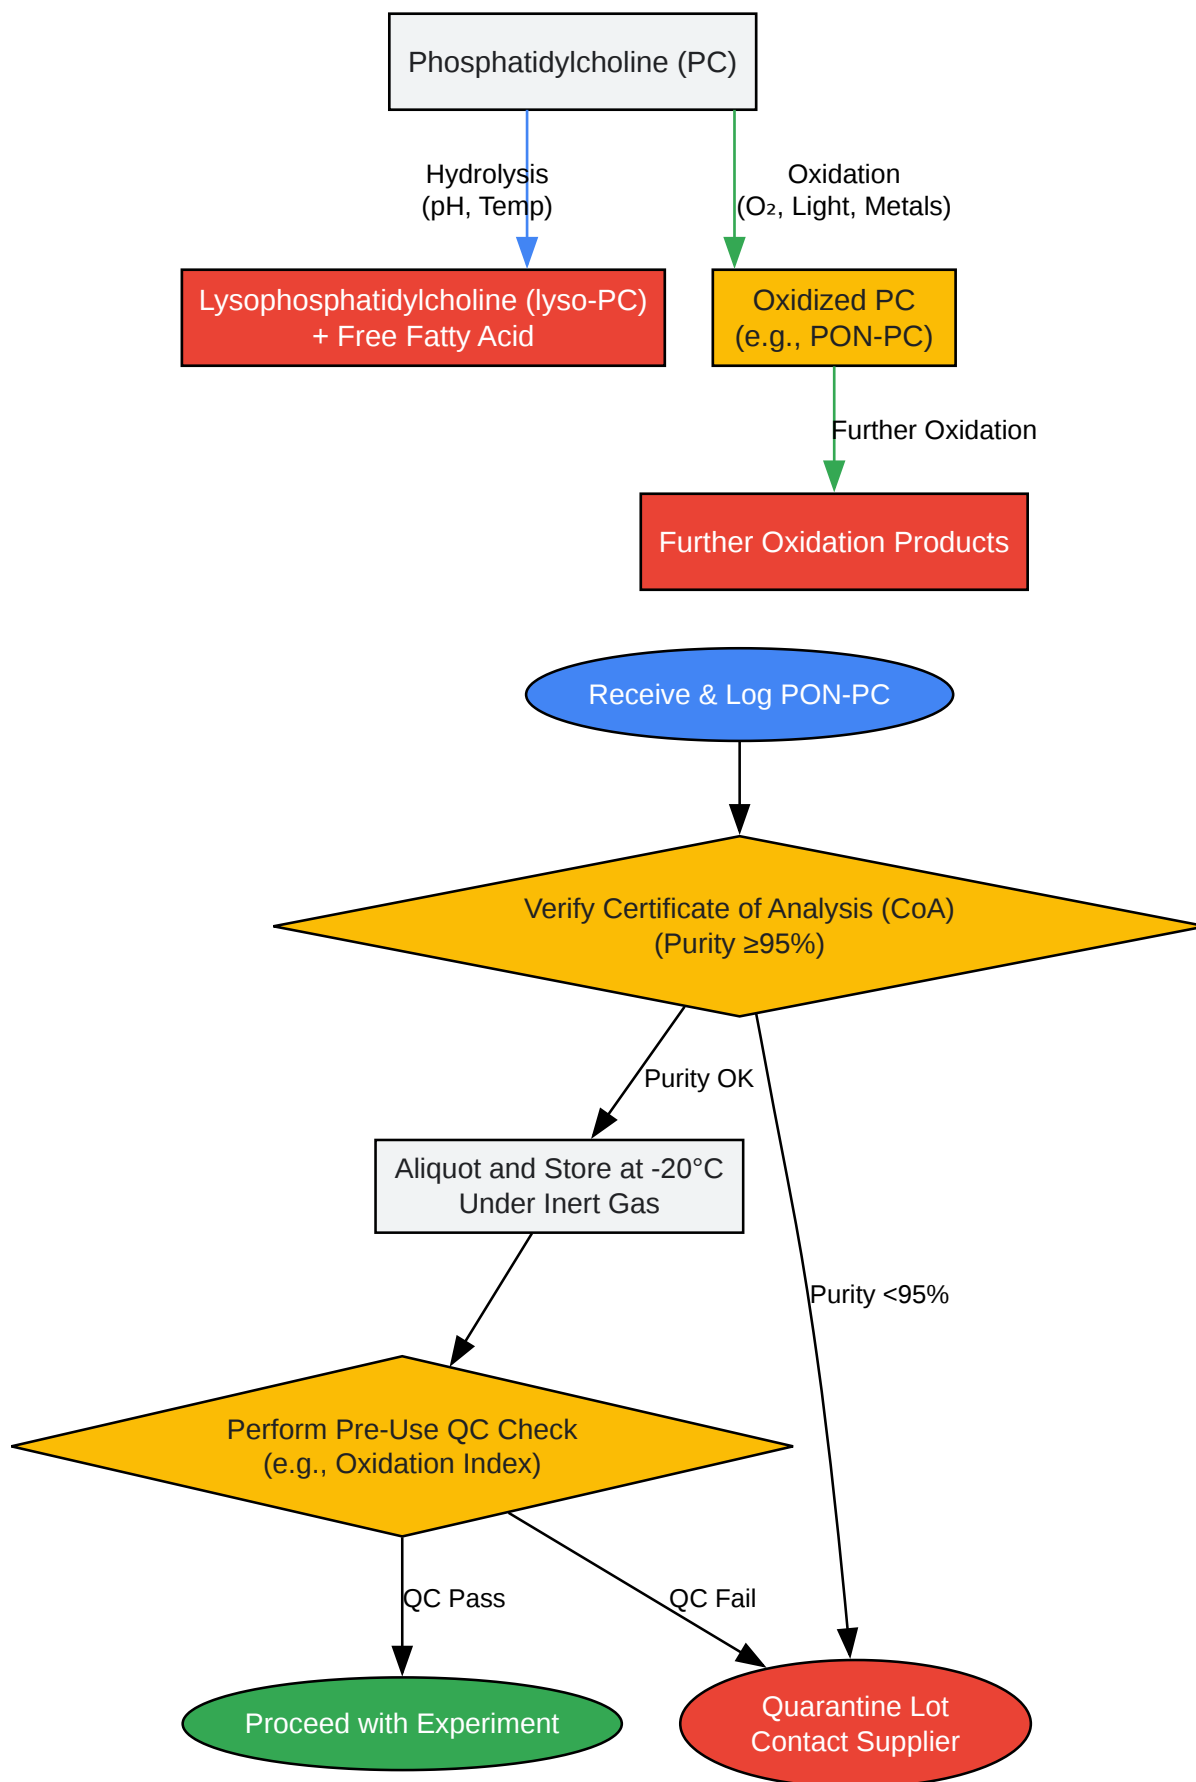 Phosphatidylcholine (PC)
Hydrolysis
(pH, Temp)
Oxidation
(O₂, Light, Metals)
Lysophosphatidylcholine (lyso-PC)
+ Free Fatty Acid
Oxidized PC
(e.g., PON-PC)
Further Oxidation
Further Oxidation Products
Receive & Log PON-PC
Verify Certificate of Analysis (CoA)
(Purity ≥95%)
Purity OK
Aliquot and Store at -20°C
Under Inert Gas
Purity <95%
Perform Pre-Use QC Check
(e.g., Oxidation Index)
QC Pass
QC Fail
Proceed with Experiment
Quarantine Lot
Contact Supplier